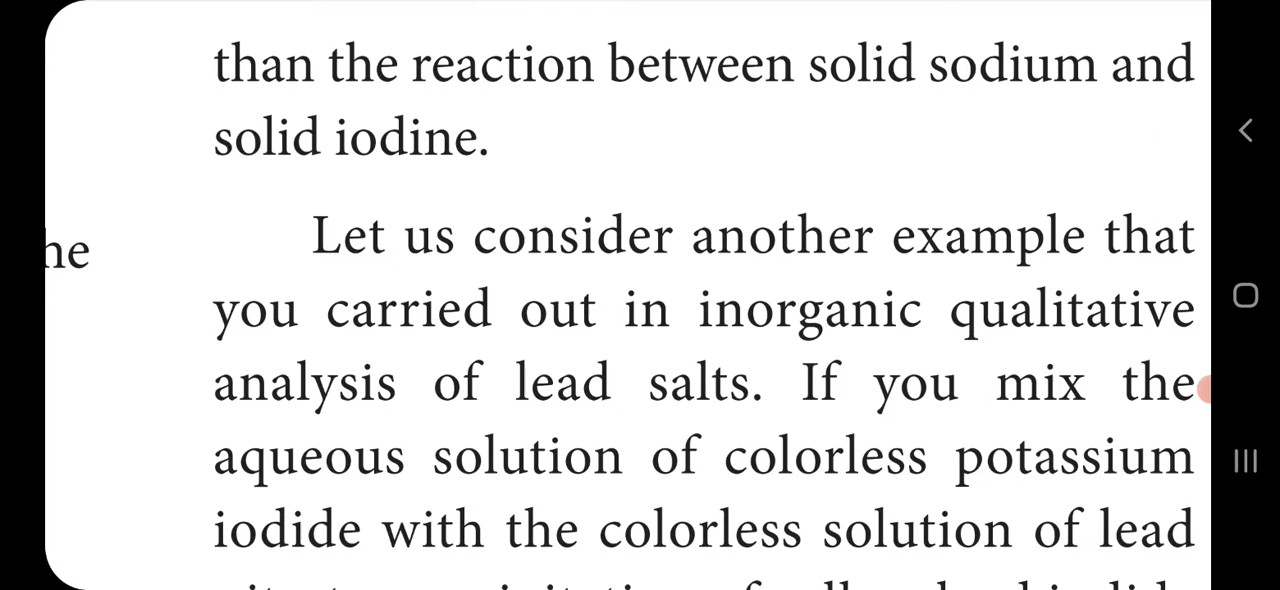 than the reaction between solid sodium and
solid iodine.
he
Let us consider another example that
you carried out in inorganic qualitative
analysis of lead salts. If you mix the
aqueous solution of colorless potassium
iodide with the colorless solution of lead